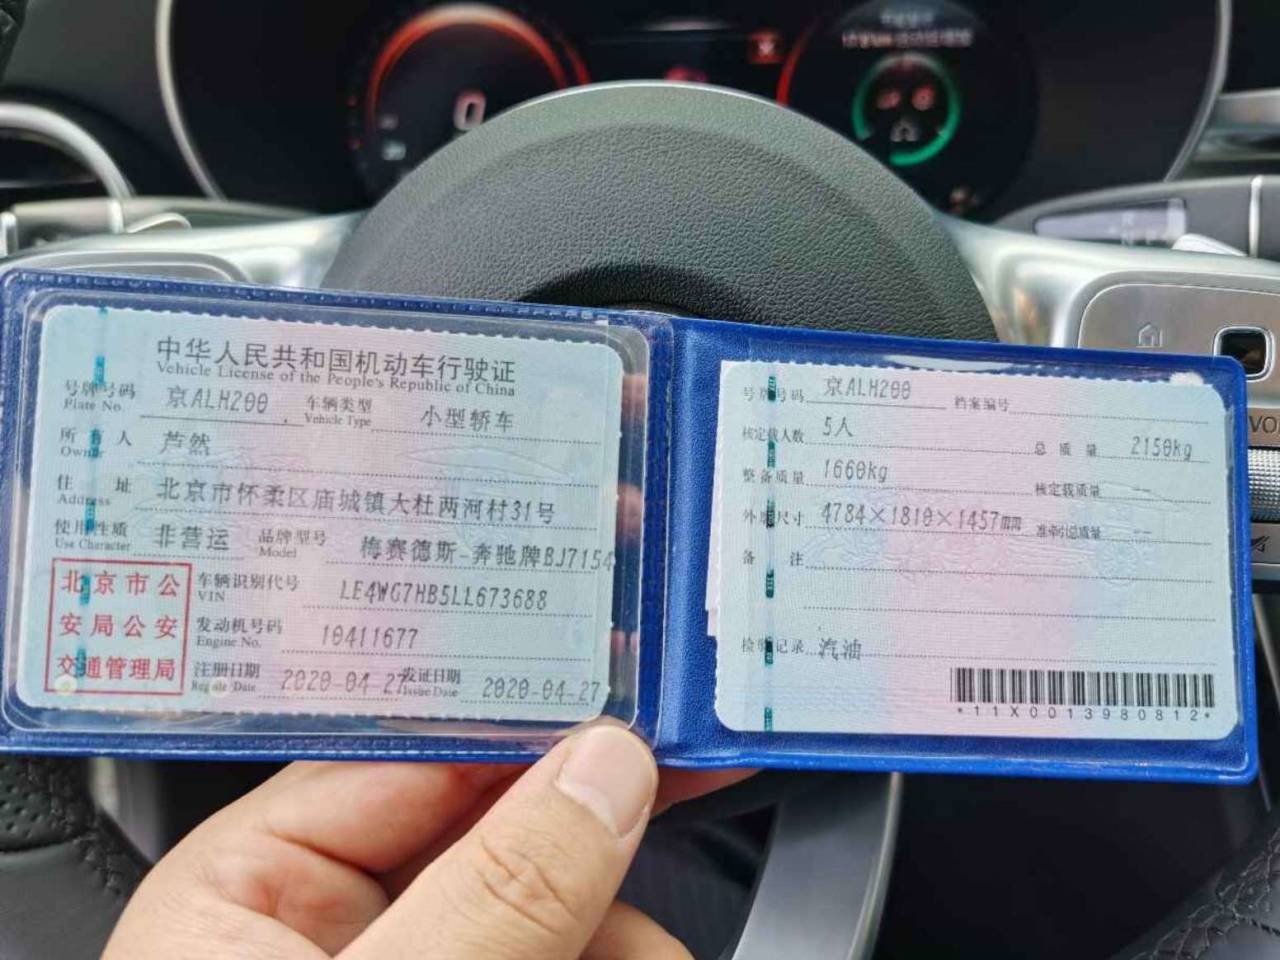 中华人民共和国机动车行驶证
Vehicle License of the People's Republic of China
号牌号码 京ALH200 车辆类型 小型轿车
Plate No. Vehicle Type
所有人 芦然
Owner
住址 北京市怀柔区庙城镇大杜两河村31号
Address
使用性质 非营运 品牌型号 梅赛德斯-奔驰牌BJ7154
Use Character Model
北京市公安局公安交通管理局
车辆识别代号 LE4WG7HB5LL673688
VIN
发动机号码 10411677
Engine No.
注册日期 2020-04-27 发证日期 2020-04-27
Issue Date
号牌号码 京ALH200 档案编号
核定载人数 5人 总质量 2150kg
整备质量 1660kg 核定载质量 --
外廓尺寸 4784×1810×1457mm 准牵引总质量 --
备注
检验记录 汽油
*11X0013980812*
0
VOL